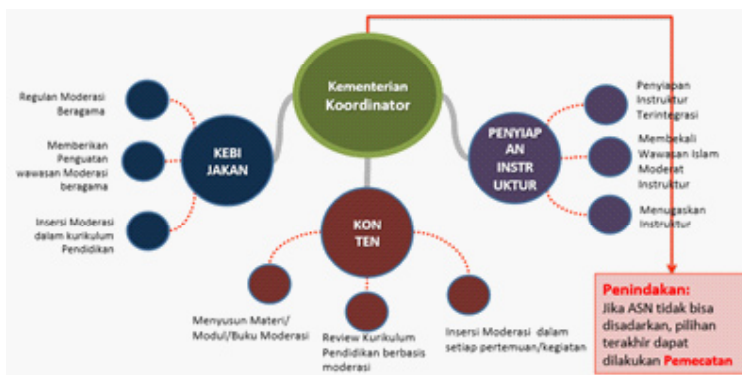 Kementerian
Koordinator
KEBI
JAKAN
Regulan Moderasi
Beragama
Memberikan
Penguatan
wawasan Moderasi
beragama
Insersi Moderasi
dalam kurikulum
Pendidikan
KON
TEN
Menyusun Materi/
Modul/Buku Moderasi
Review Kurikulum
Pendidikan berbasis
moderasi
Insersi Moderasi dalam
setiap pertemuan/kegiatan
PENYIAP
AN
INSTR
UKTUR
Penyiapan
Instruktur
Terintegrasi
Membekali
Wawasan Islam
Moderat
Instruktur
Menugaskan
Instruktur
Penindakan:
Jika ASN tidak bisa
disadarkan, pilihan
terakhir dapat
dilakukan Pemecatan